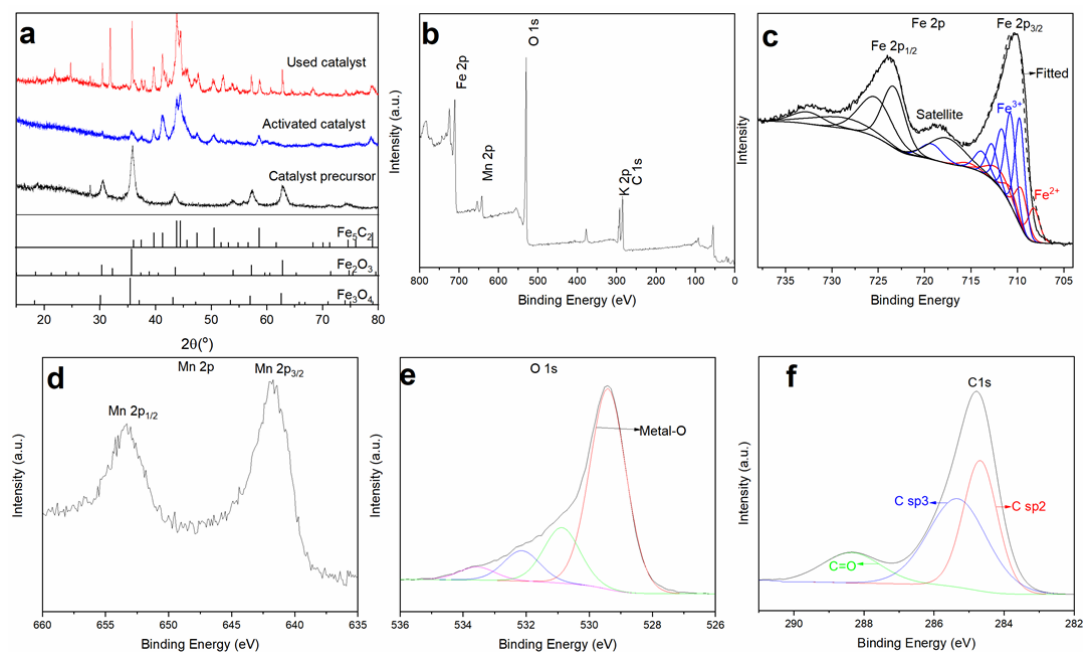 a
Used catalyst
Activated catalyst
Catalyst precursor
Fe₅C₂
Fe₂O₃
Fe₃O₄
20 30 40 50 60 70 80
2θ(°)
b
Intensity (a.u.)
Fe 2p
Mn 2p
O 1s
K 2p
C 1s
800 700 600 500 400 300 200 100 0
Binding Energy (eV)
c
Intensity
Fe 2p
Fe 2p₃/₂
Fe 2p₁/₂
Fitted
Satellite
Fe³⁺
Fe²⁺
735 730 725 720 715 710 705
Binding Energy
d
Intensity (a.u.)
Mn 2p
Mn 2p₃/₂
Mn 2p₁/₂
660 655 650 645 640 635
Binding Energy (eV)
e
Intensity (a.u.)
O 1s
Metal-O
536 534 532 530 528 526
Binding Energy (eV)
f
Intensity (a.u.)
C1s
C sp3
C sp2
C=O
290 288 286 284 282
Binding Energy (eV)